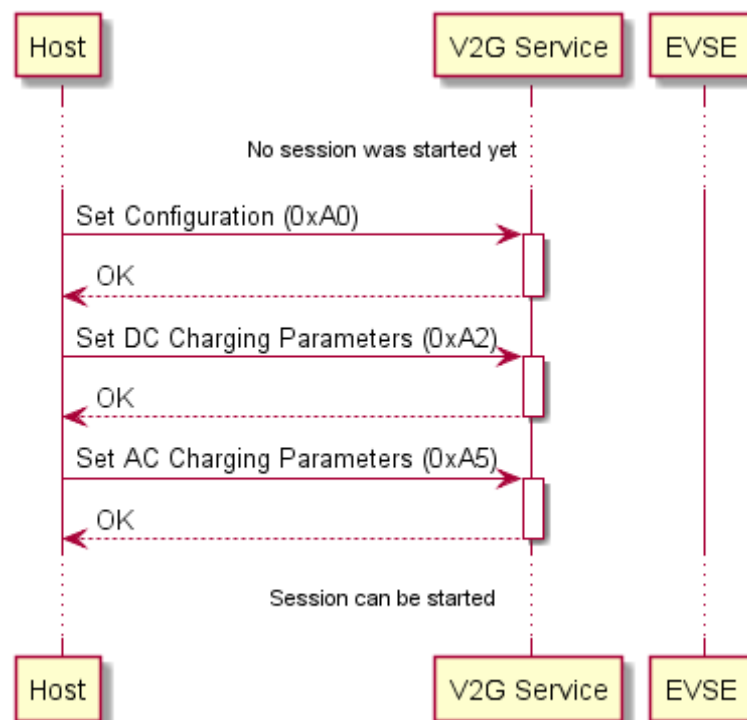 Host
V2G Service
EVSE
No session was started yet
Set Configuration (0xA0)
OK
Set DC Charging Parameters (0xA2)
OK
Set AC Charging Parameters (0xA5)
OK
Session can be started
Host
V2G Service
EVSE